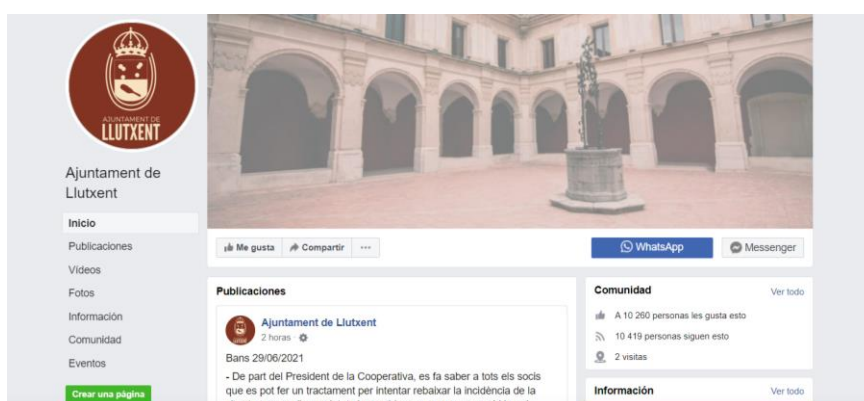 AJUNTAMENT DE
LLUTXENT
Ajuntament de
Llutxent
Inicio
Publicaciones
Vídeos
Fotos
Información
Comunidad
Eventos
Crear una página
Me gusta
Compartir
WhatsApp
Messenger
Publicaciones
Ajuntament de Llutxent
2 horas ·
Bans 29/06/2021
- De part del President de la Cooperativa, es fa saber a tots els socis
que es pot fer un tractament per intentar rebaixar la incidència de la
Comunidad
Ver todo
A 10 260 personas les gusta esto
10 419 personas siguen esto
2 visitas
Información
Ver todo